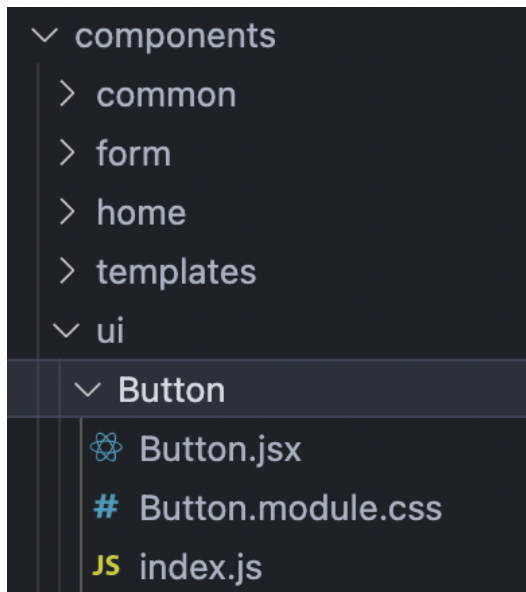 components
common
form
home
templates
ui
Button
Button.jsx
# Button.module.css
JS index.js